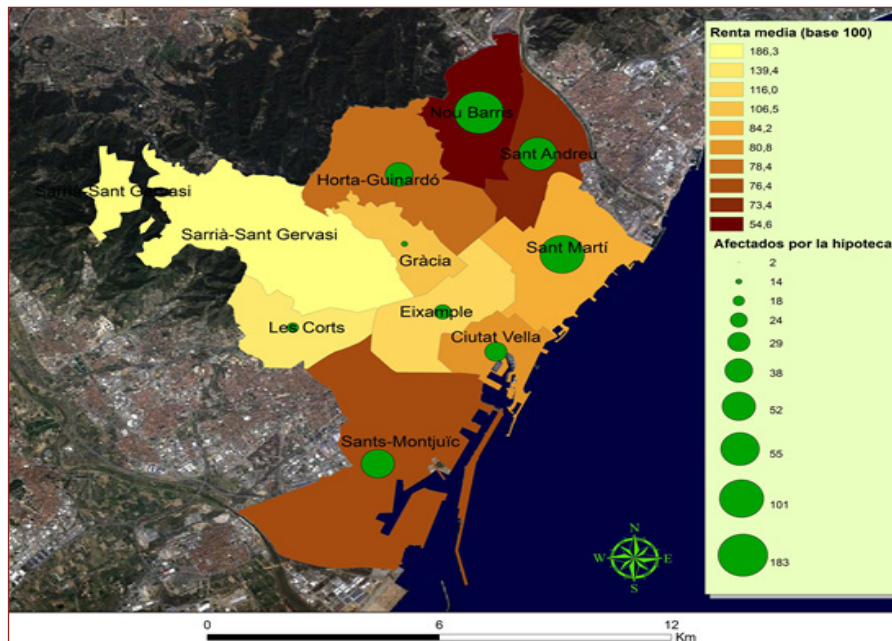 Renta media (base 100)
186,3
139,4
116,0
106,5
84,2
80,8
78,4
76,4
73,4
54,6
Afectados por la hipoteca
2
14
18
24
29
38
52
55
101
183
Nou Barris
Sant Andreu
Horta-Guinardó
Sarrià-Sant Gervasi
Sarrià-Sant Gervasi
Sant Martí
Gràcia
Eixample
Les Corts
Ciutat Vella
Sants-Montjuïc
N
W E
S
0 6 12
Km